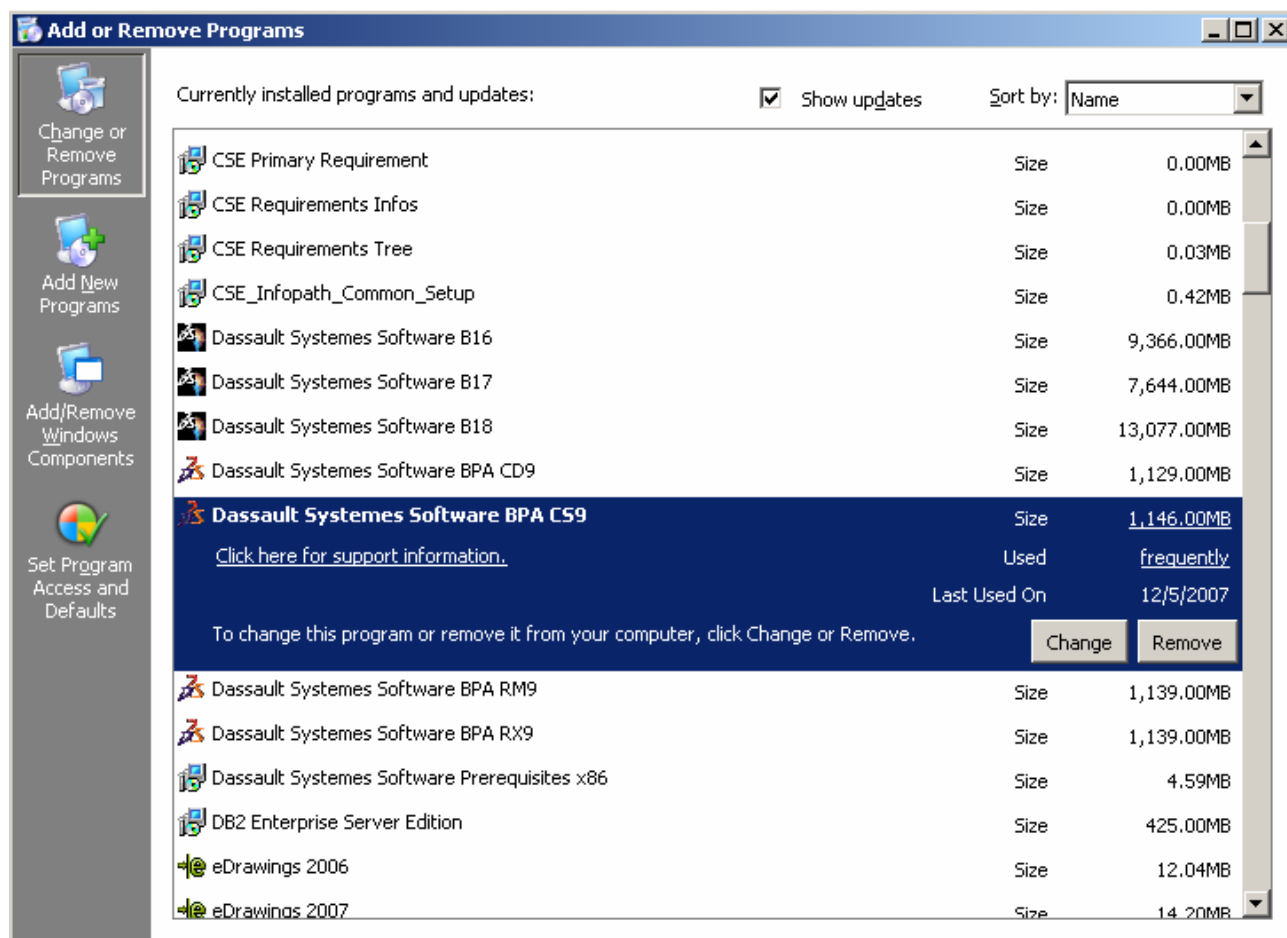 Add or Remove Programs
Change or
Remove
Programs
Add New
Programs
Add/Remove
Windows
Components
Set Program
Access and
Defaults
Currently installed programs and updates:
Show updates
Sort by: Name
CSE Primary Requirement Size 0.00MB
CSE Requirements Infos Size 0.00MB
CSE Requirements Tree Size 0.03MB
CSE_Infopath_Common_Setup Size 0.42MB
Dassault Systemes Software B16 Size 9,366.00MB
Dassault Systemes Software B17 Size 7,644.00MB
Dassault Systemes Software B18 Size 13,077.00MB
Dassault Systemes Software BPA CD9 Size 1,129.00MB
Dassault Systemes Software BPA CS9 Size 1,146.00MB
Click here for support information. Used frequently
Last Used On 12/5/2007
To change this program or remove it from your computer, click Change or Remove. Change Remove
Dassault Systemes Software BPA RM9 Size 1,139.00MB
Dassault Systemes Software BPA RX9 Size 1,139.00MB
Dassault Systemes Software Prerequisites x86 Size 4.59MB
DB2 Enterprise Server Edition Size 425.00MB
eDrawings 2006 Size 12.04MB
eDrawings 2007 Size 14.20MB